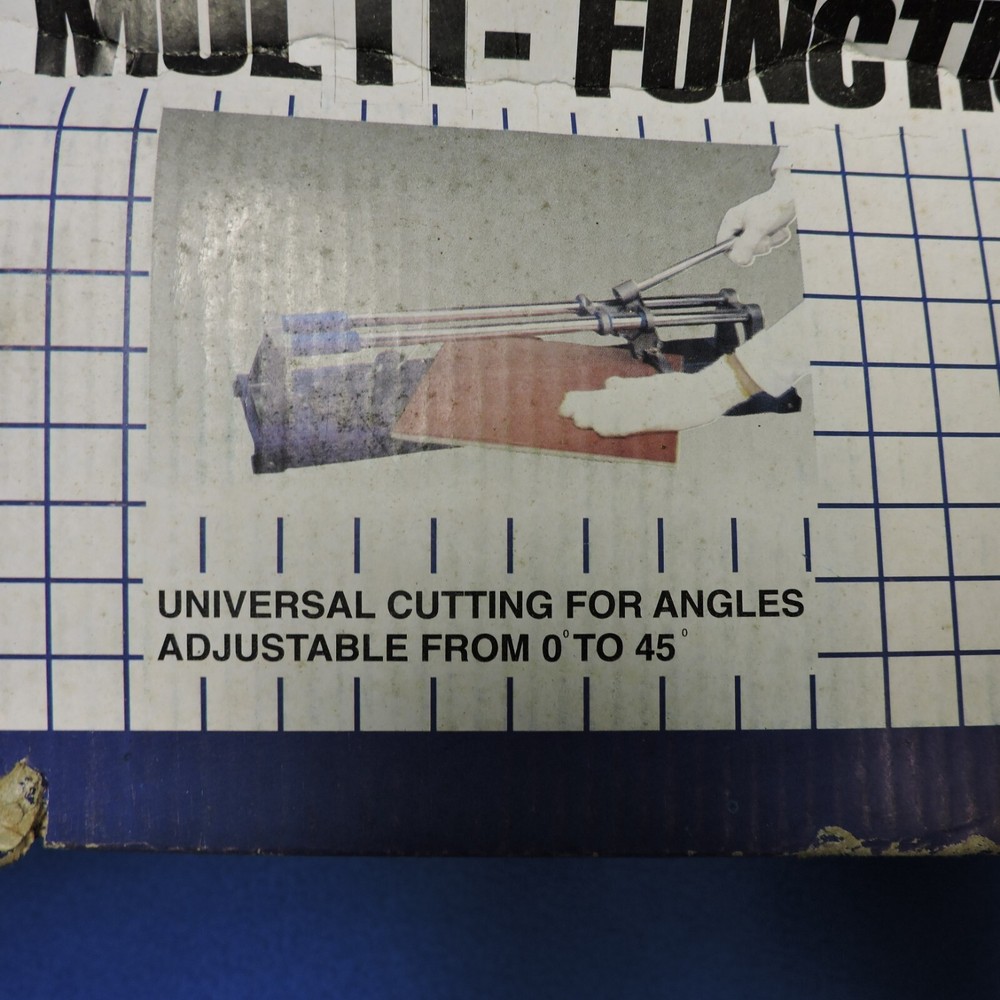 MULTI-FUNCTI
UNIVERSAL CUTTING FOR ANGLES
ADJUSTABLE FROM 0° TO 45°